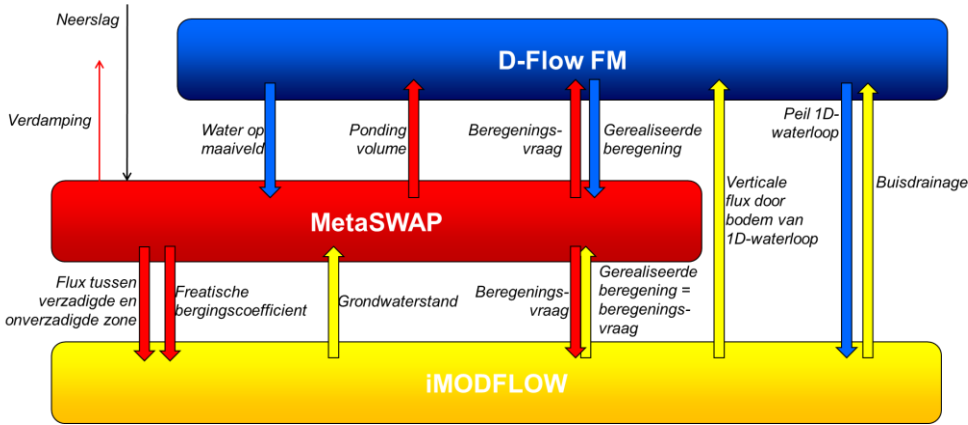 Neerslag
D-Flow FM
Verdamping
Water op
maaiveld
Ponding
volume
Beregenings-
vraag
Gerealiseerde
beregening
Peil 1D-
waterloop
Verticale
flux door
bodem van
1D-waterloop
Buisdrainage
MetaSWAP
Flux tussen
verzadigde en
onverzadigde zone
Freatische
bergingscoefficient
Grondwaterstand
Beregenings-
vraag
Gerealiseerde
beregening =
beregenings-
vraag
iMODFLOW